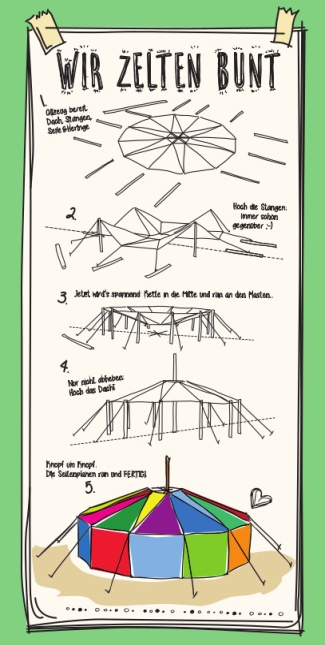 WIR ZELTEN BUNT
1.
Allzeug bereit.
Dach, Stangen,
Seile & Heringe
2.
Hoch die Stangen:
Immer schön
gegenüber ;-)
3. Jetzt wird's spannend: Kette in die Mitte und ran an den Masten..
4.
Nur nicht abheben:
Hoch das Dach!
Knopf um Knopf:
Die Seitenplanen ran und FERTIG!
5.